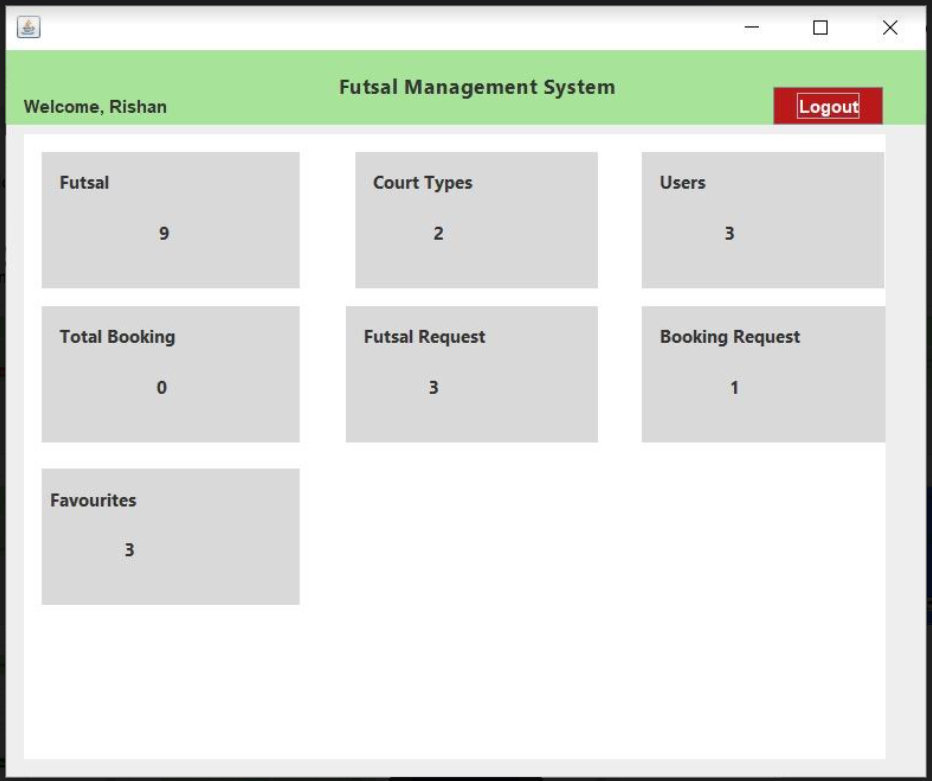 Futsal Management System
Welcome, Rishan
Logout
Futsal
9
Court Types
2
Users
3
Total Booking
0
Futsal Request
3
Booking Request
1
Favourites
3